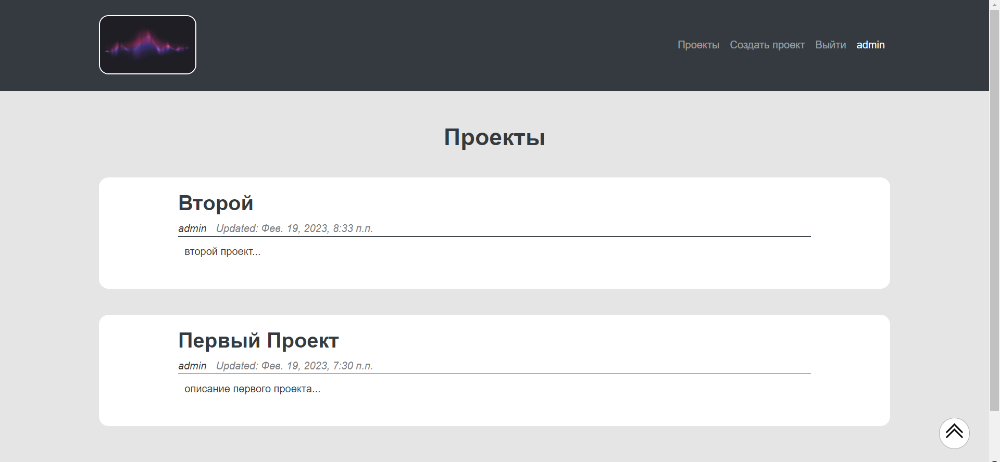 Проекты Создать проект Выйти admin
Проекты
Второй
admin Updated: Фев. 19, 2023, 8:33 п.п.
второй проект...
Первый Проект
admin Updated: Фев. 19, 2023, 7:30 п.п.
описание первого проекта...